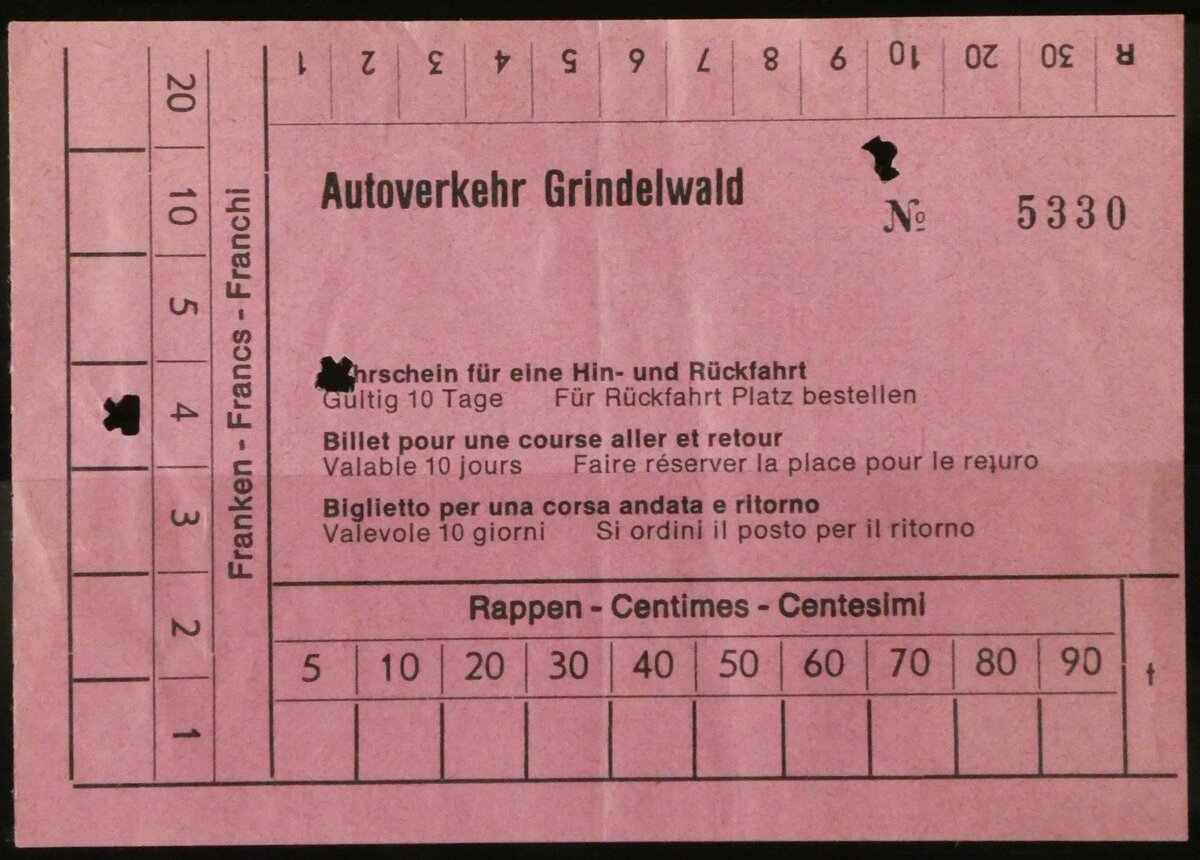 1 2 3 4 5 6 7 8 9 10 20 30 R
20 10 5 4 3 2 1
Franken - Francs - Franchi
Autoverkehr Grindelwald
№ 5330
hrschein für eine Hin- und Rückfahrt
Gültig 10 Tage Für Rückfahrt Platz bestellen
Billet pour une course aller et retour
Valable 10 jours Faire réserver la place pour le
Biglietto per una corsa andata e ritorno
Valevole 10 giorni Si ordini il posto per il ritorno
Rappen - Centimes - Centesimi
5 10 20 30 40 50 60 70 80 90 †